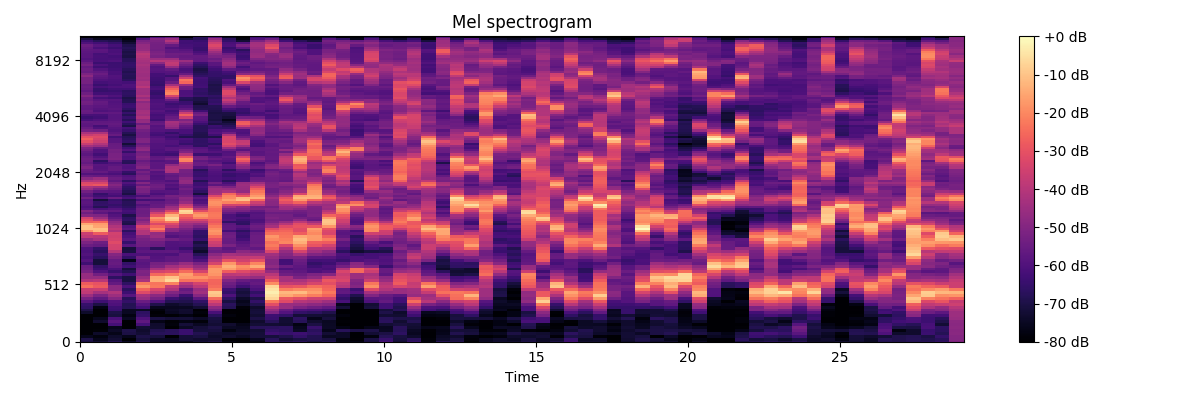 Mel spectrogram
+0 dB
8192
-10 dB
4096
-20 dB
-30 dB
2048
-40 dB
Hz
1024
-50 dB
512
-60 dB
-70 dB
0
-80 dB
0 5 10 15 20 25
Time